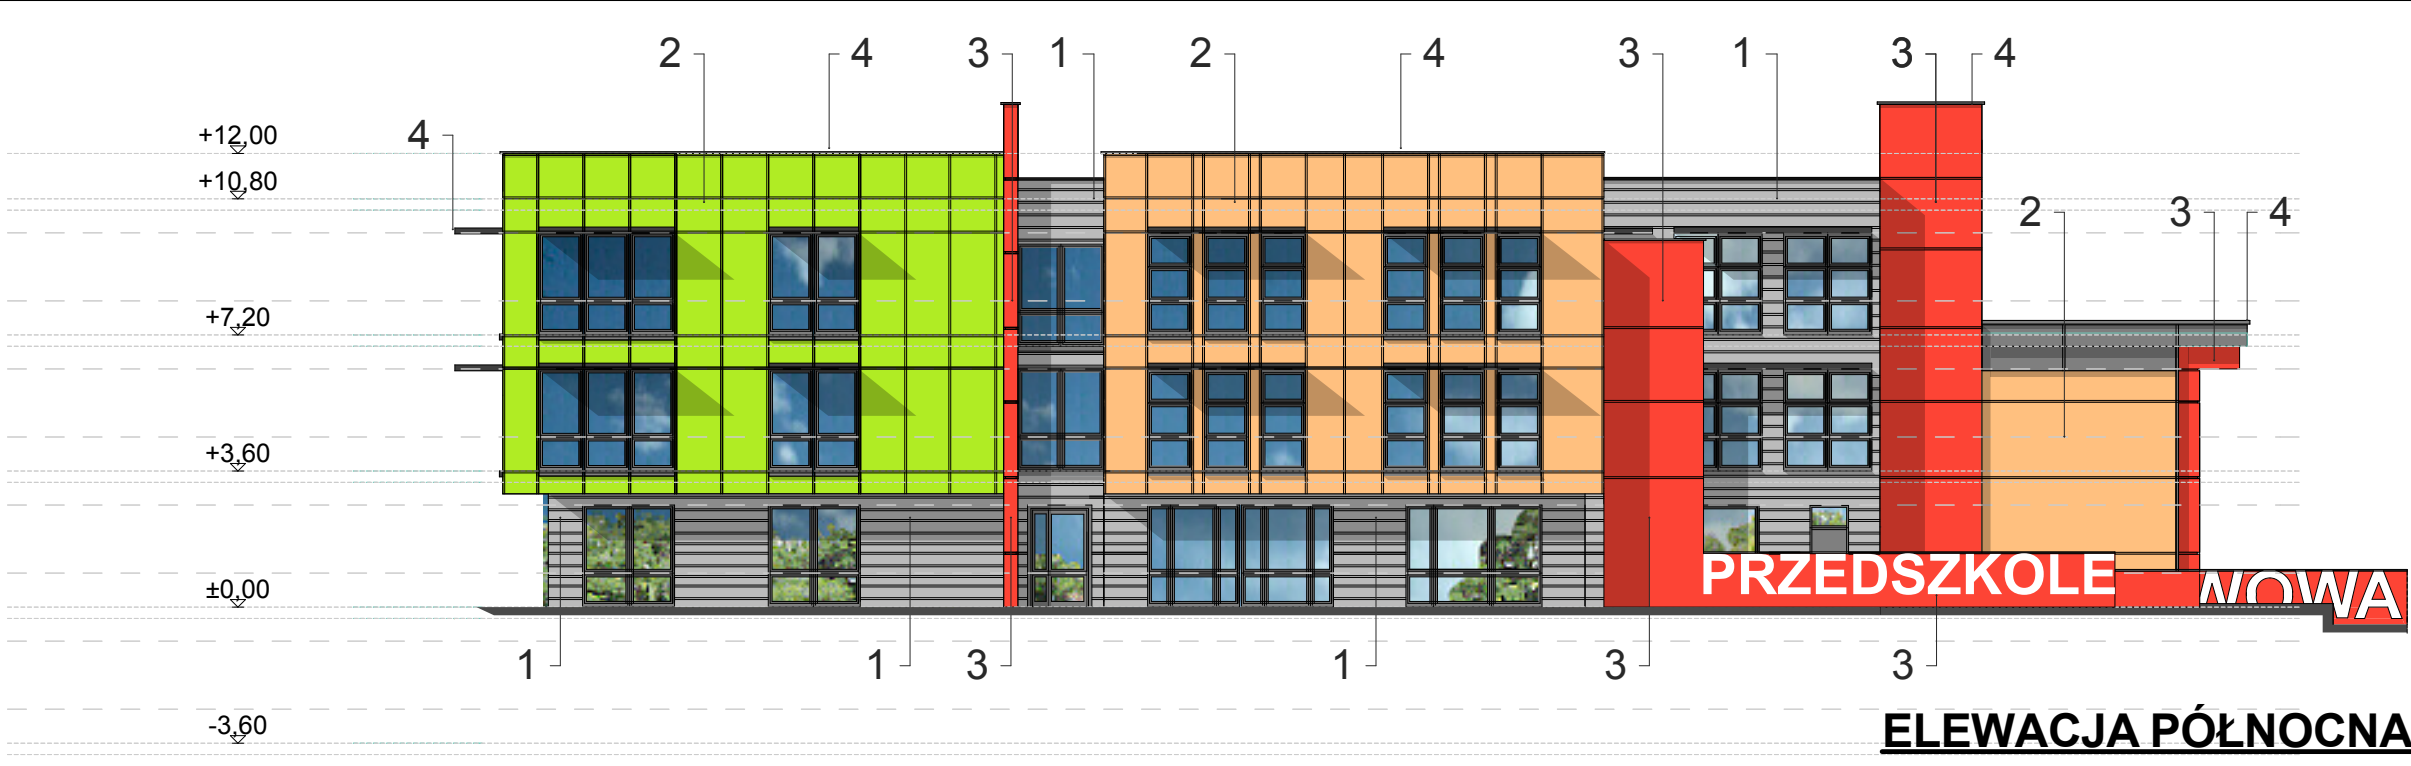 2 4 3 1 2 4 3 1 3 4
+12,00
4
+10,80
2 3 4
+7,20
+3,60
±0,00
PRZEDSZKOLE
WOWA
1 1 3 1 3 3
-3,60
ELEWACJA PÓŁNOCNA